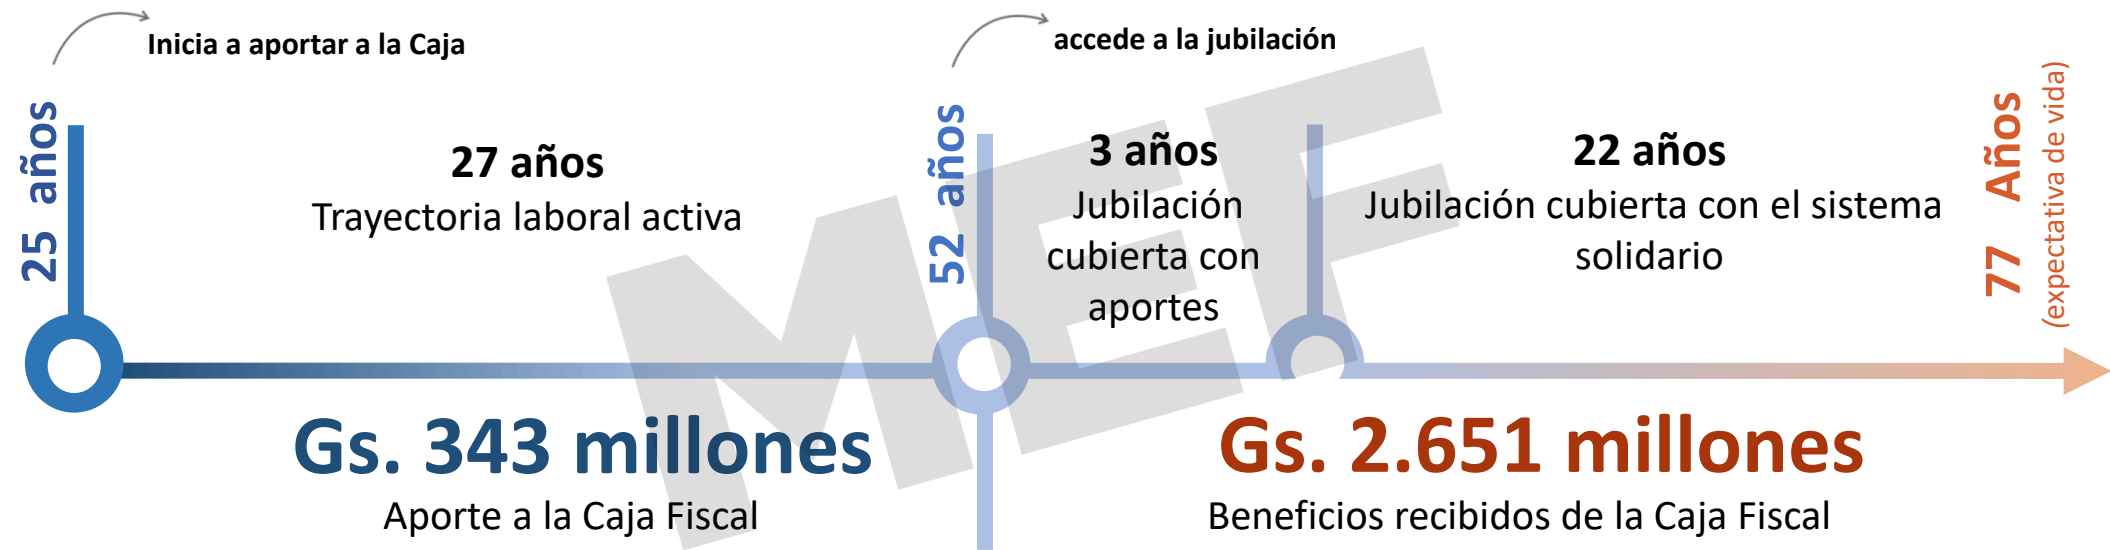 Inicia a aportar a la Caja
accede a la jubilación
25 años
27 años
Trayectoria laboral activa
52 años
3 años
Jubilación
cubierta con
aportes
22 años
Jubilación cubierta con el sistema
solidario
77 Años
(expectativa de vida)
MEF
Gs. 343 millones
Aporte a la Caja Fiscal
Gs. 2.651 millones
Beneficios recibidos de la Caja Fiscal